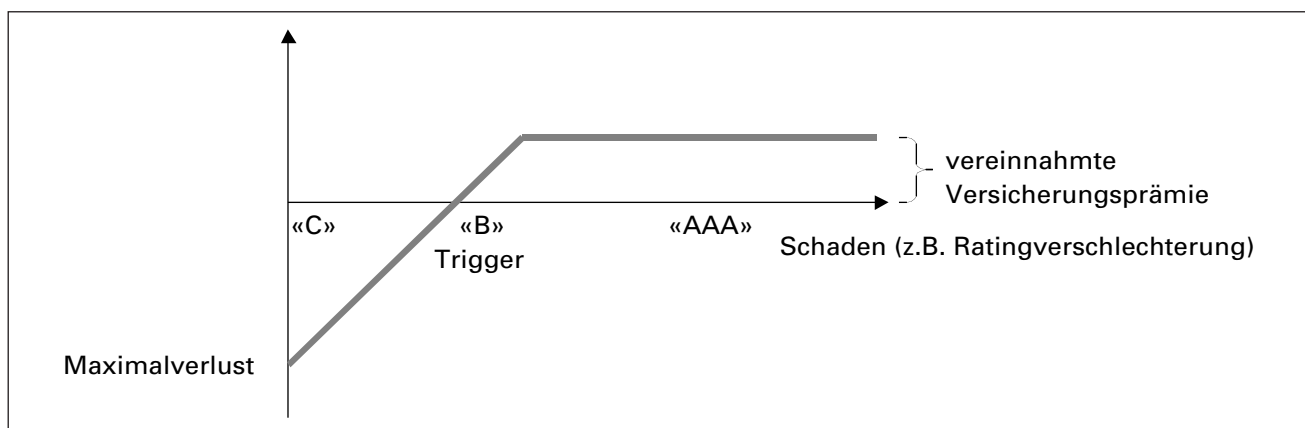 vereinnahmte
Versicherungsprämie
«C» «B» «AAA»
Trigger
Schaden (z.B. Ratingverschlechterung)
Maximalverlust